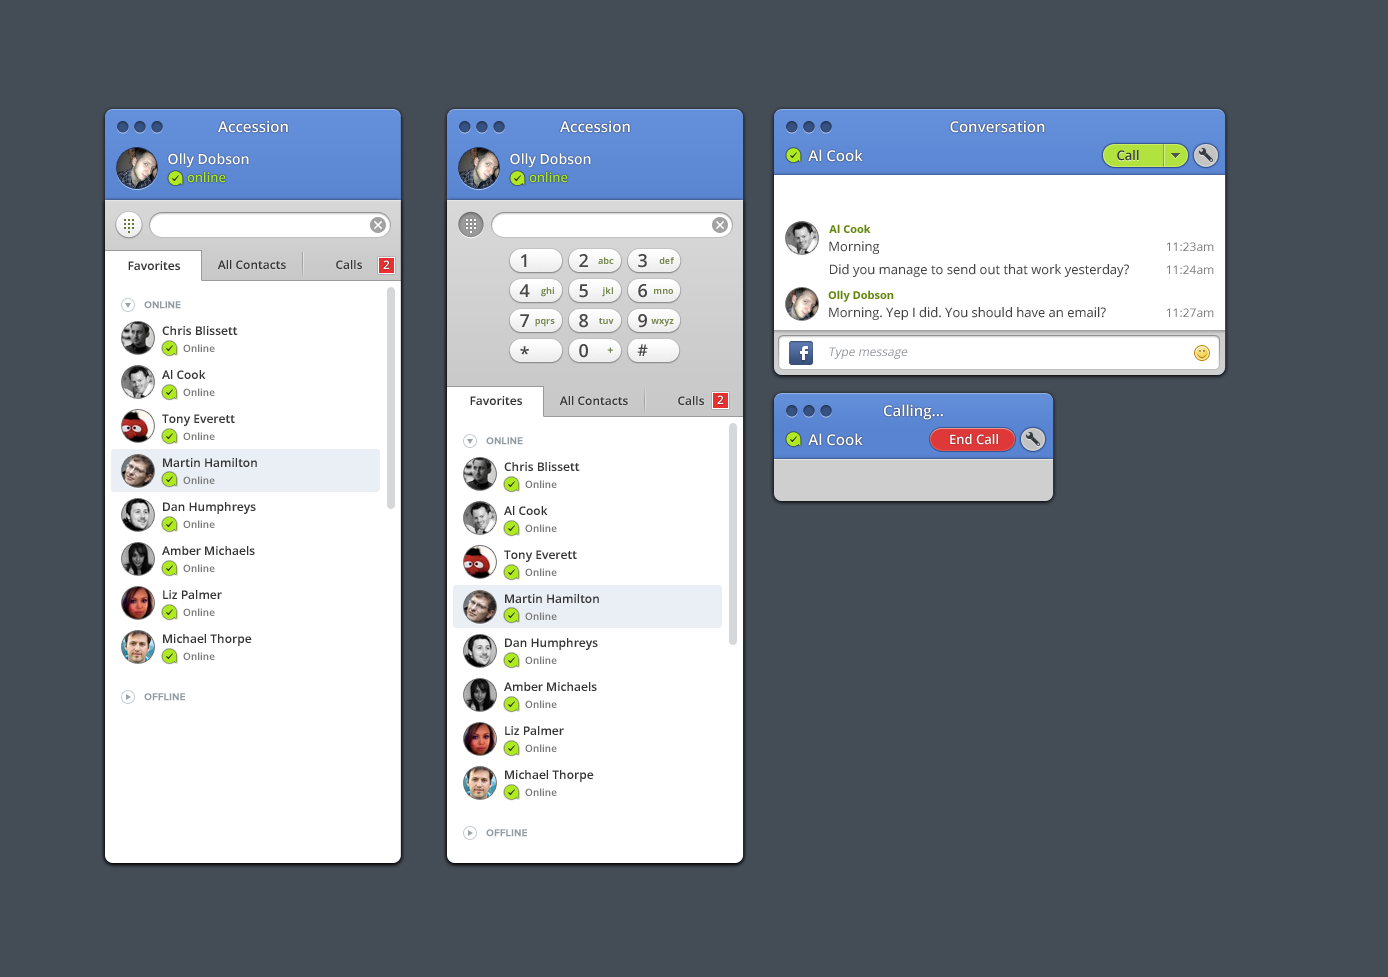 Accession
Olly Dobson
online
Favorites
All Contacts
Calls
2
ONLINE
Chris Blissett
Online
Al Cook
Online
Tony Everett
Online
Martin Hamilton
Online
Dan Humphreys
Online
Amber Michaels
Online
Liz Palmer
Online
Michael Thorpe
Online
OFFLINE
Accession
Olly Dobson
online
1
2 abc
3 def
4 ghi
5 jkl
6 mno
7 pqrs
8 tuv
9 wxyz
*
0 +
#
Favorites
All Contacts
Calls
2
ONLINE
Chris Blissett
Online
Al Cook
Online
Tony Everett
Online
Martin Hamilton
Online
Dan Humphreys
Online
Amber Michaels
Online
Liz Palmer
Online
Michael Thorpe
Online
OFFLINE
Conversation
Al Cook
Call
Al Cook
Morning 11:23am
Did you manage to send out that work yesterday? 11:24am
Olly Dobson
Morning. Yep I did. You should have an email? 11:27am
f
Type message
Calling...
Al Cook
End Call